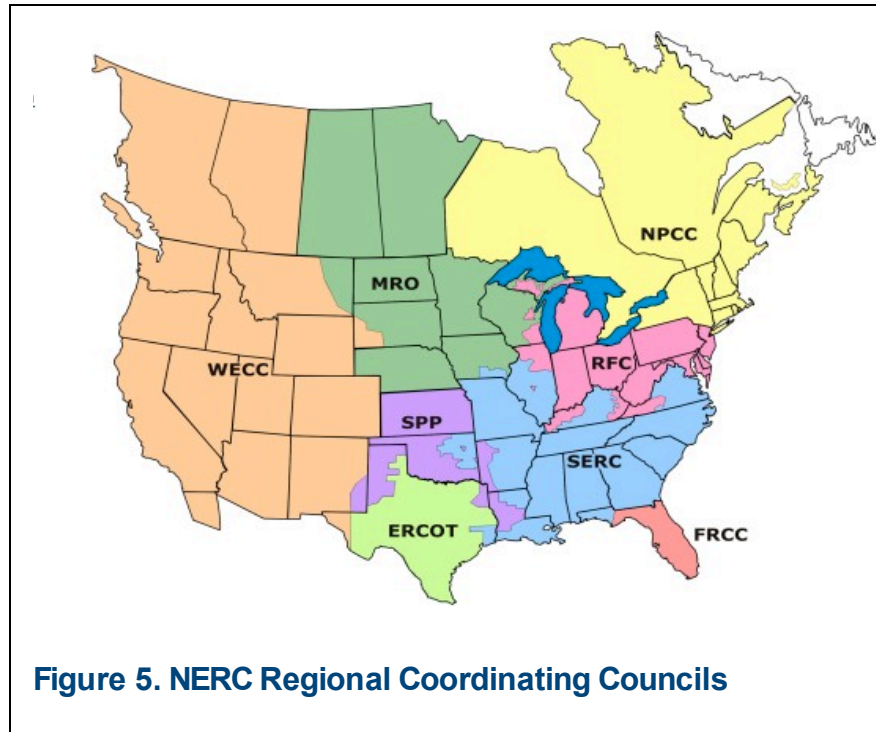 NPCC
MRO
WECC
RFC
SPP
SERC
ERCOT
FRCC
Figure 5. NERC Regional Coordinating Councils